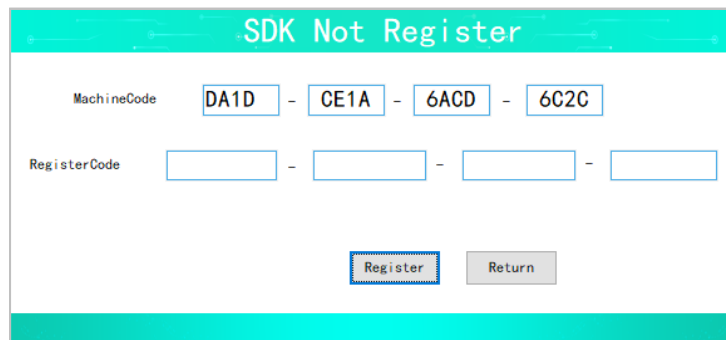 SDK Not Register
MachineCode DA1D - CE1A - 6ACD - 6C2C
RegisterCode - - -
Register Return